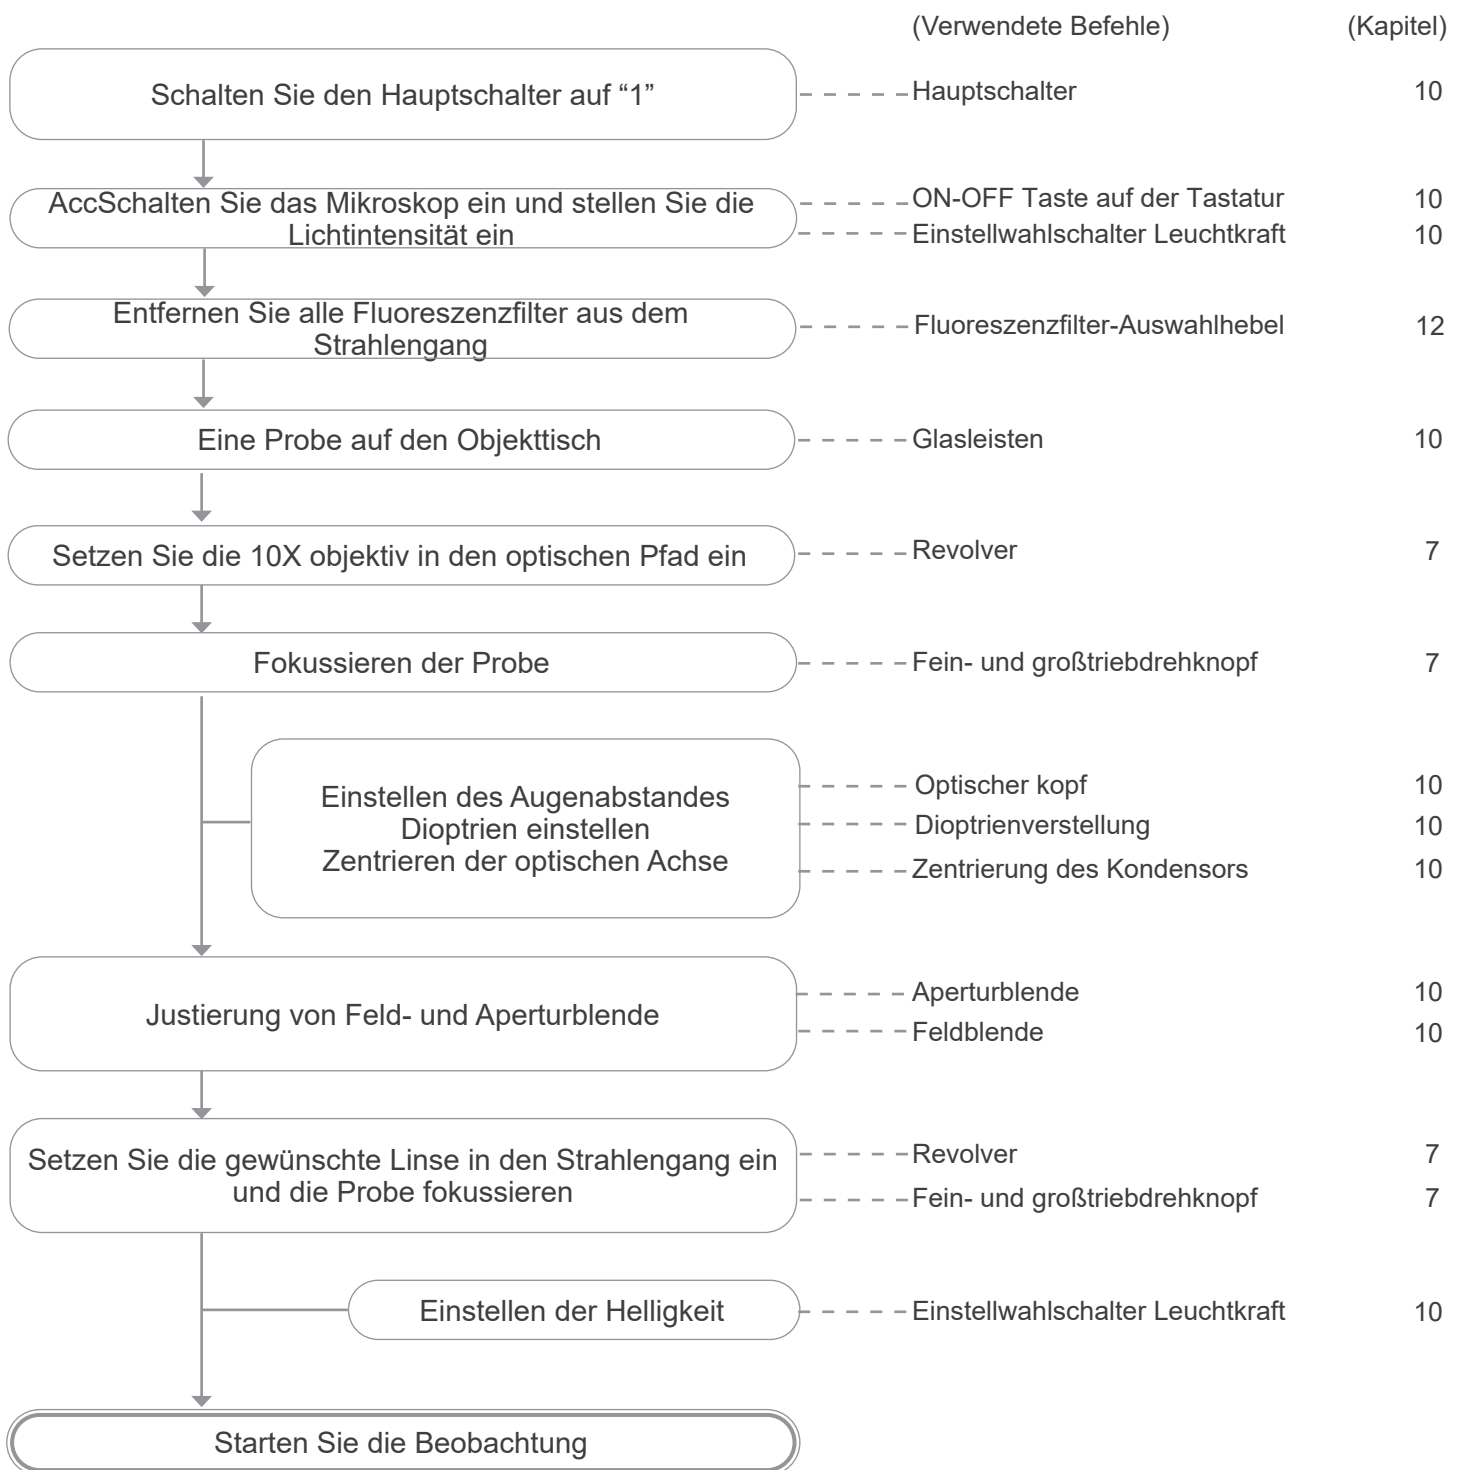 (Verwendete Befehle) (Kapitel)
Schalten Sie den Hauptschalter auf “1” Hauptschalter 10
AccSchalten Sie das Mikroskop ein und stellen Sie die
Lichtintensität ein
ON-OFF Taste auf der Tastatur 10
Einstellwahlschalter Leuchtkraft 10
Entfernen Sie alle Fluoreszenzfilter aus dem
Strahlengang
Fluoreszenzfilter-Auswahlhebel 12
Eine Probe auf den Objekttisch Glasleisten 10
Setzen Sie die 10X objektiv in den optischen Pfad ein Revolver 7
Fokussieren der Probe Fein- und großtriebdrehknopf 7
Einstellen des Augenabstandes
Dioptrien einstellen
Zentrieren der optischen Achse
Optischer kopf 10
Dioptrienverstellung 10
Zentrierung des Kondensors 10
Justierung von Feld- und Aperturblende
Aperturblende 10
Feldblende 10
Setzen Sie die gewünschte Linse in den Strahlengang ein
und die Probe fokussieren
Revolver 7
Fein- und großtriebdrehknopf 7
Einstellen der Helligkeit Einstellwahlschalter Leuchtkraft 10
Starten Sie die Beobachtung